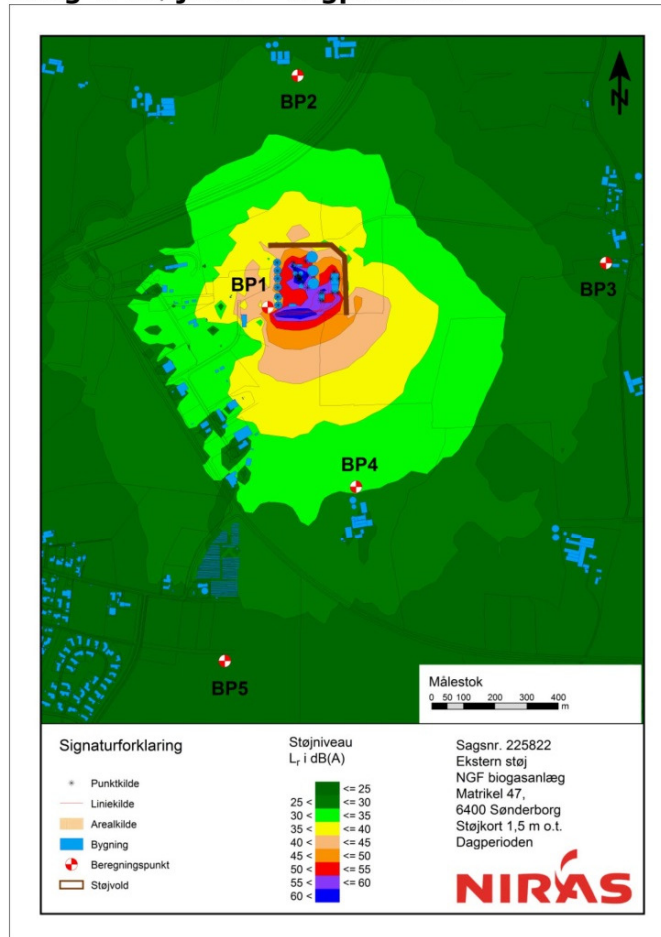 N
BP2
BP3
BP1
BP4
BP5
Målestok
0 50 100 200 300 400
m
Signaturforklaring
Punktkilde
Liniekilde
Arealkilde
Bygning
Beregningspunkt
Støjvold
Støjniveau
Lr i dB(A)
<= 25
25 < <= 30
30 < <= 35
35 < <= 40
40 < <= 45
45 < <= 50
50 < <= 55
55 < <= 60
60 <
Sagsnr. 225822
Ekstern støj
NGF biogasanlæg
Matrikel 47,
6400 Sønderborg
Støjkort 1,5 m o.t.
Dagperioden
NIRAS